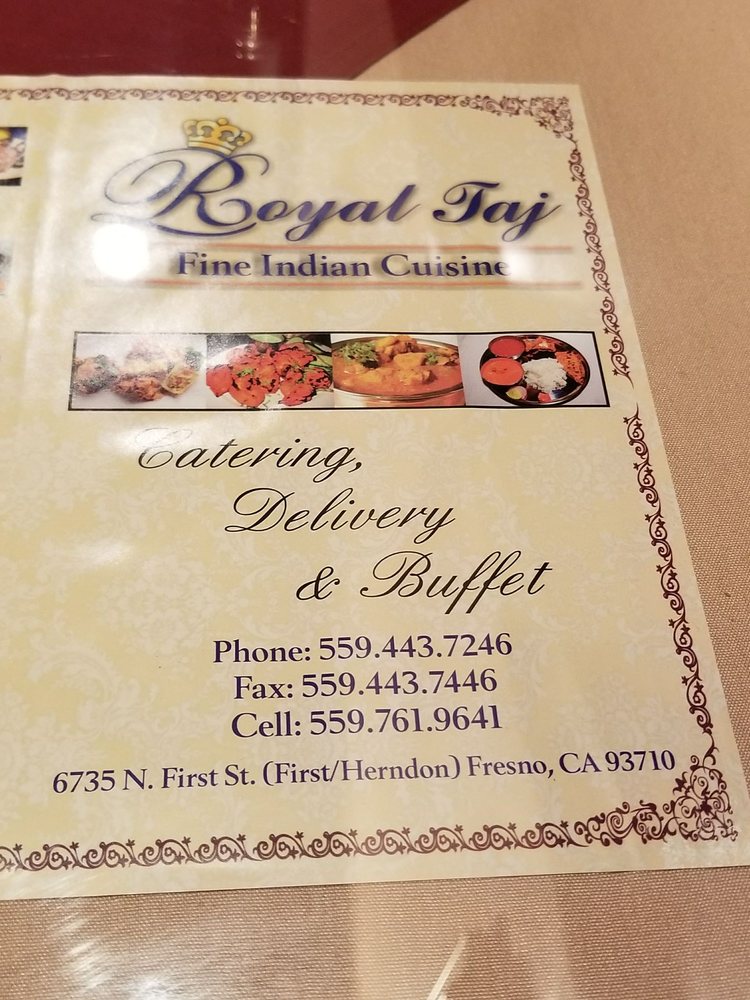 Royal Taj
Fine Indian Cuisine
Catering,
Delivery
& Buffet
Phone: 559.443.7246
Fax: 559.443.7446
Cell: 559.761.9641
6735 N. First St. (First/Herndon) Fresno, CA 93710